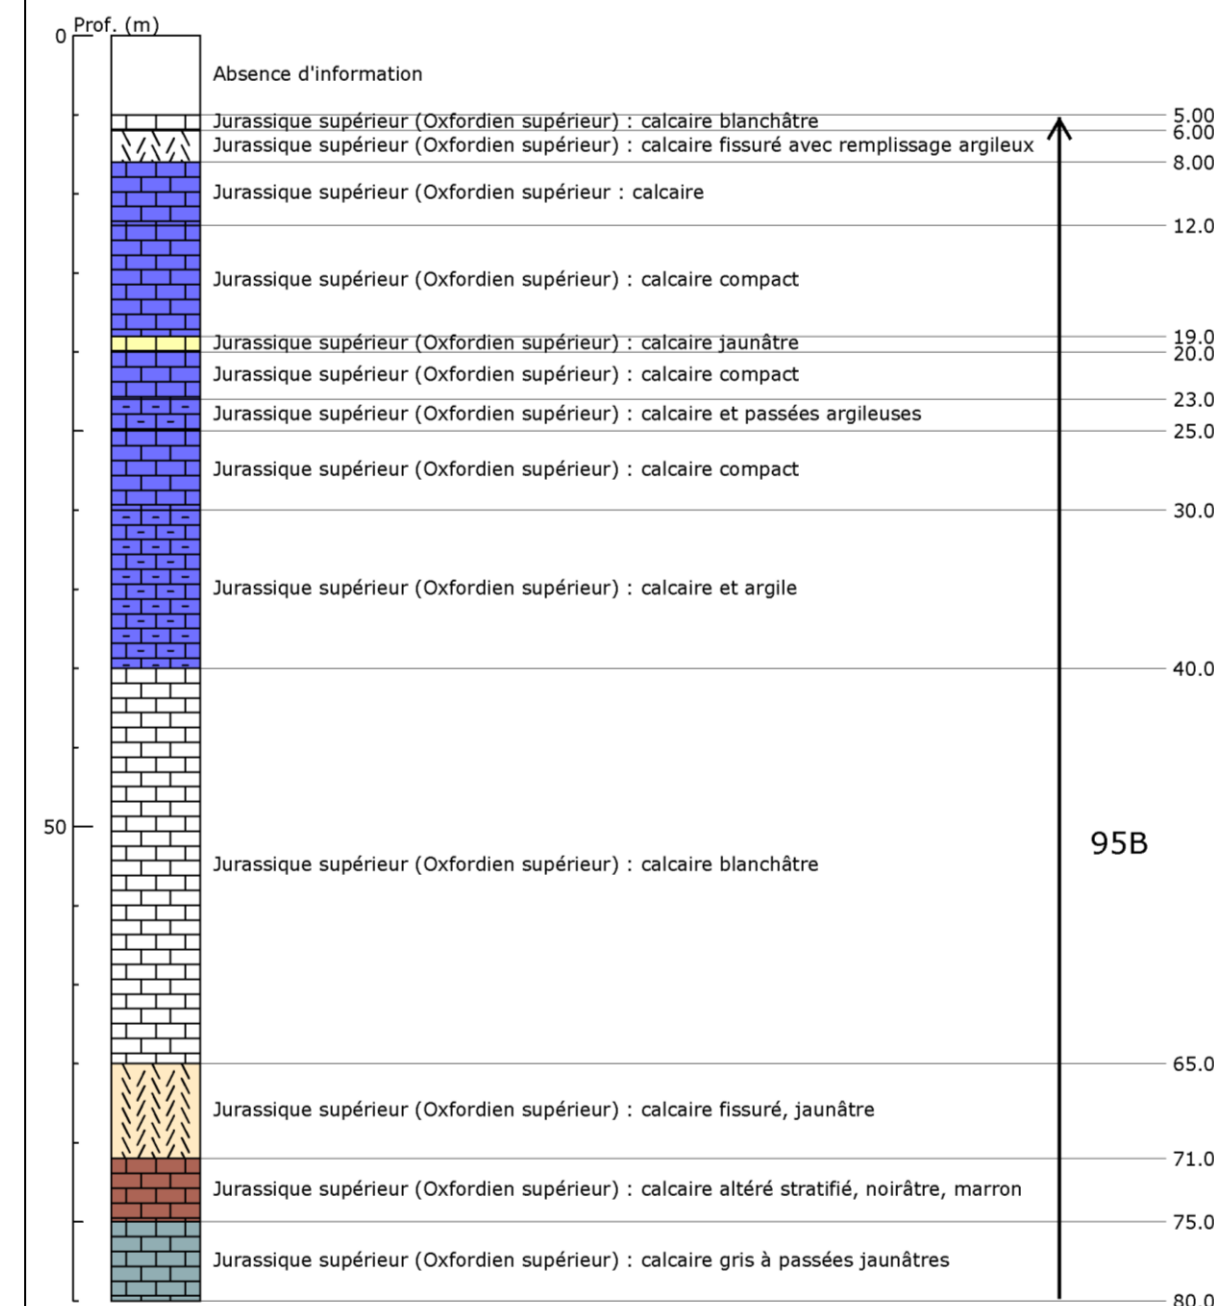 Prof. (m)
0
Absence d'information
5.00
Jurassique supérieur (Oxfordien supérieur) : calcaire blanchâtre
6.00
Jurassique supérieur (Oxfordien supérieur) : calcaire fissuré avec remplissage argileux
8.00
Jurassique supérieur (Oxfordien supérieur : calcaire
12.0
Jurassique supérieur (Oxfordien supérieur) : calcaire compact
19.0
Jurassique supérieur (Oxfordien supérieur) : calcaire jaunâtre
20.0
Jurassique supérieur (Oxfordien supérieur) : calcaire compact
23.0
Jurassique supérieur (Oxfordien supérieur) : calcaire et passées argileuses
25.0
Jurassique supérieur (Oxfordien supérieur) : calcaire compact
30.0
Jurassique supérieur (Oxfordien supérieur) : calcaire et argile
40.0
50
95B
Jurassique supérieur (Oxfordien supérieur) : calcaire blanchâtre
65.0
Jurassique supérieur (Oxfordien supérieur) : calcaire fissuré, jaunâtre
71.0
Jurassique supérieur (Oxfordien supérieur) : calcaire altéré stratifié, noirâtre, marron
75.0
Jurassique supérieur (Oxfordien supérieur) : calcaire gris à passées jaunâtres
80.0